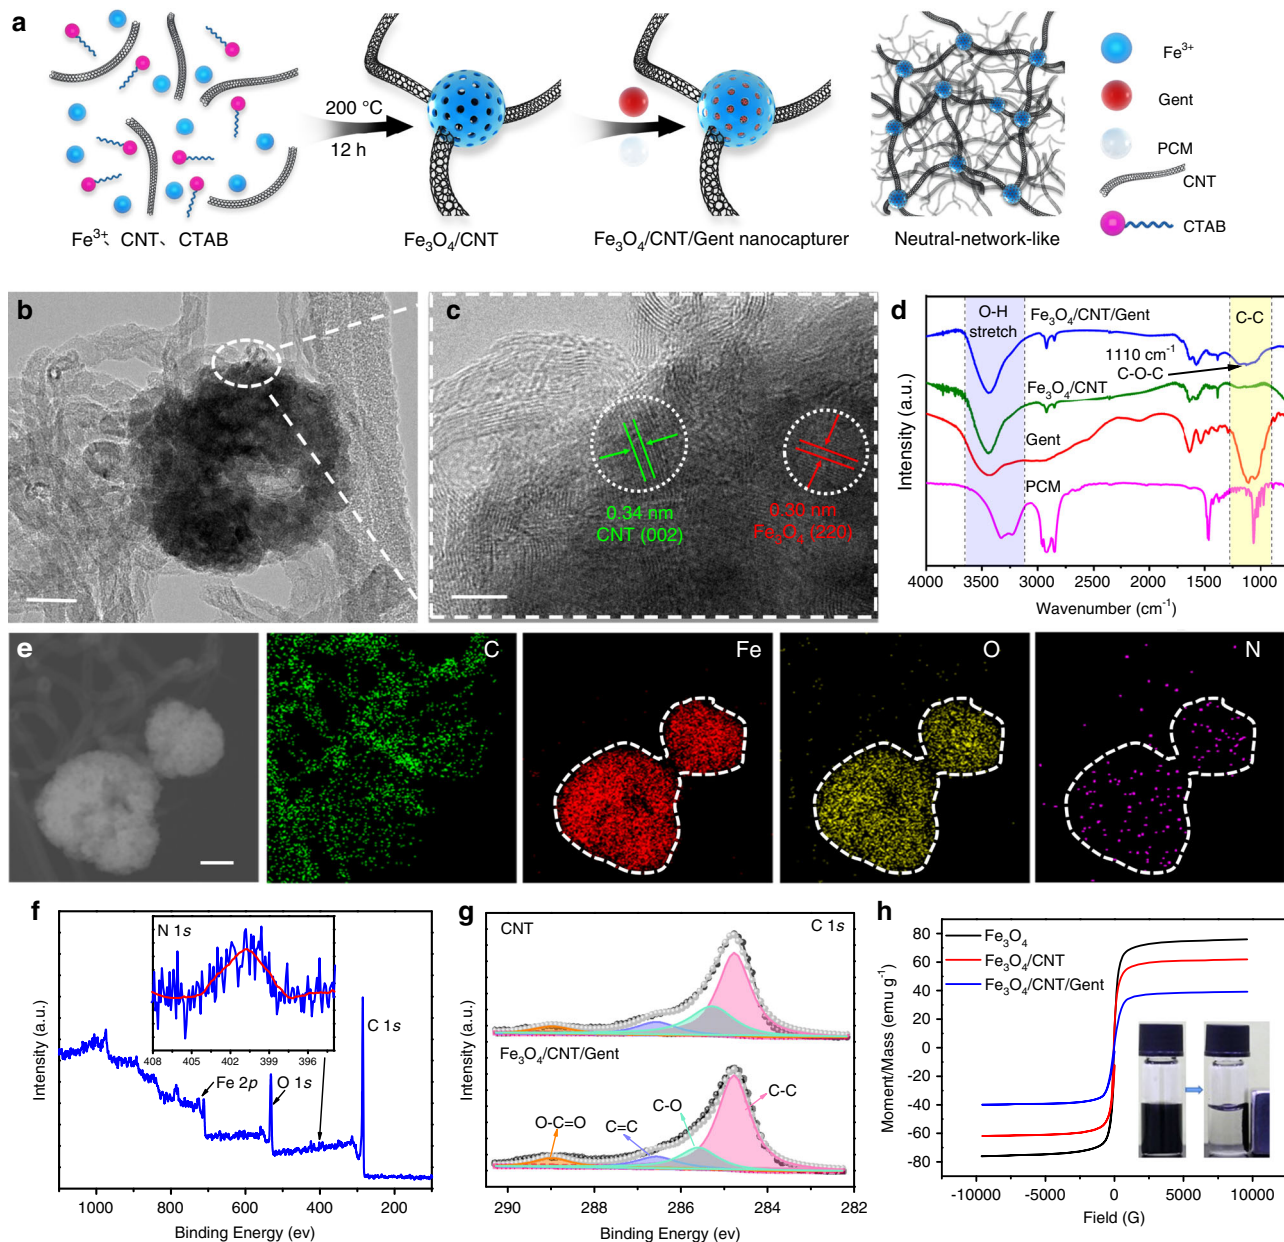 a
200 °C
12 h
Fe³⁺、CNT、CTAB
Fe₃O₄/CNT
Fe₃O₄/CNT/Gent nanocapturer
Neutral-network-like
Fe³⁺
Gent
PCM
CNT
CTAB
b
c
0.34 nm
CNT (002)
0.30 nm
Fe₃O₄ (220)
d
O-H
stretch
Fe₃O₄/CNT/Gent
C-C
1110 cm⁻¹
C-O-C
Fe₃O₄/CNT
Gent
PCM
Intensity (a.u.)
4000 3500 3000 2500 2000 1500 1000
Wavenumber (cm⁻¹)
e
C
Fe
O
N
f
N 1s
408 405 402 399 396
C 1s
Fe 2p
O 1s
Intensity (a.u.)
1000 800 600 400 200
Binding Energy (ev)
g
CNT
C 1s
Fe₃O₄/CNT/Gent
C-C
C-O
O-C=O
C=C
Intensity (a.u.)
290 288 286 284 282
Binding Energy (ev)
h
Fe₃O₄
Fe₃O₄/CNT
Fe₃O₄/CNT/Gent
Moment/Mass (emu g⁻¹)
80
60
40
20
0
-20
-40
-60
-80
-10000 -5000 0 5000 10000
Field (G)